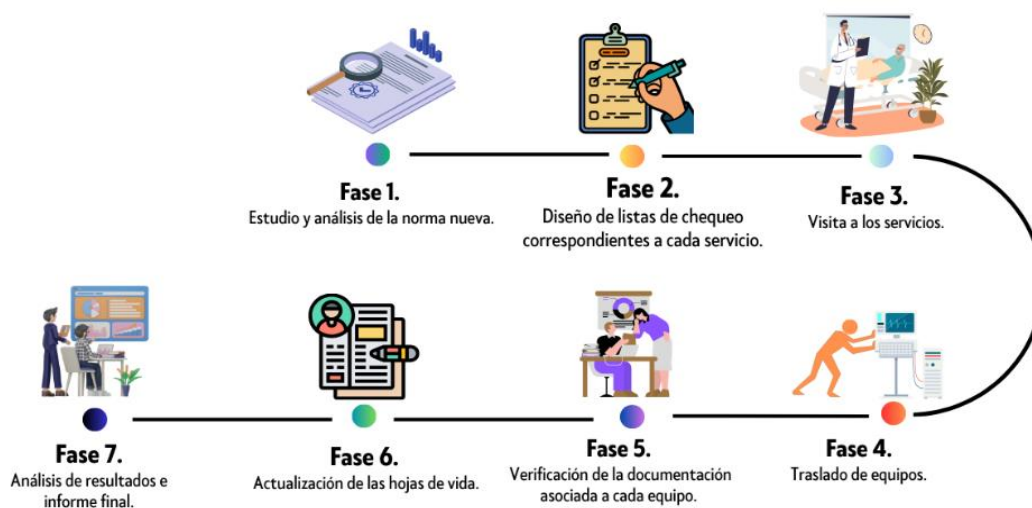 Fase 1.
Estudio y análisis de la norma nueva.
Fase 2.
Diseño de listas de chequeo
correspondientes a cada servicio.
Fase 3.
Visita a los servicios.
Fase 4.
Traslado de equipos.
Fase 5.
Verificación de la documentación
asociada a cada equipo.
Fase 6.
Actualización de las hojas de vida.
Fase 7.
Análisis de resultados e
informe final.